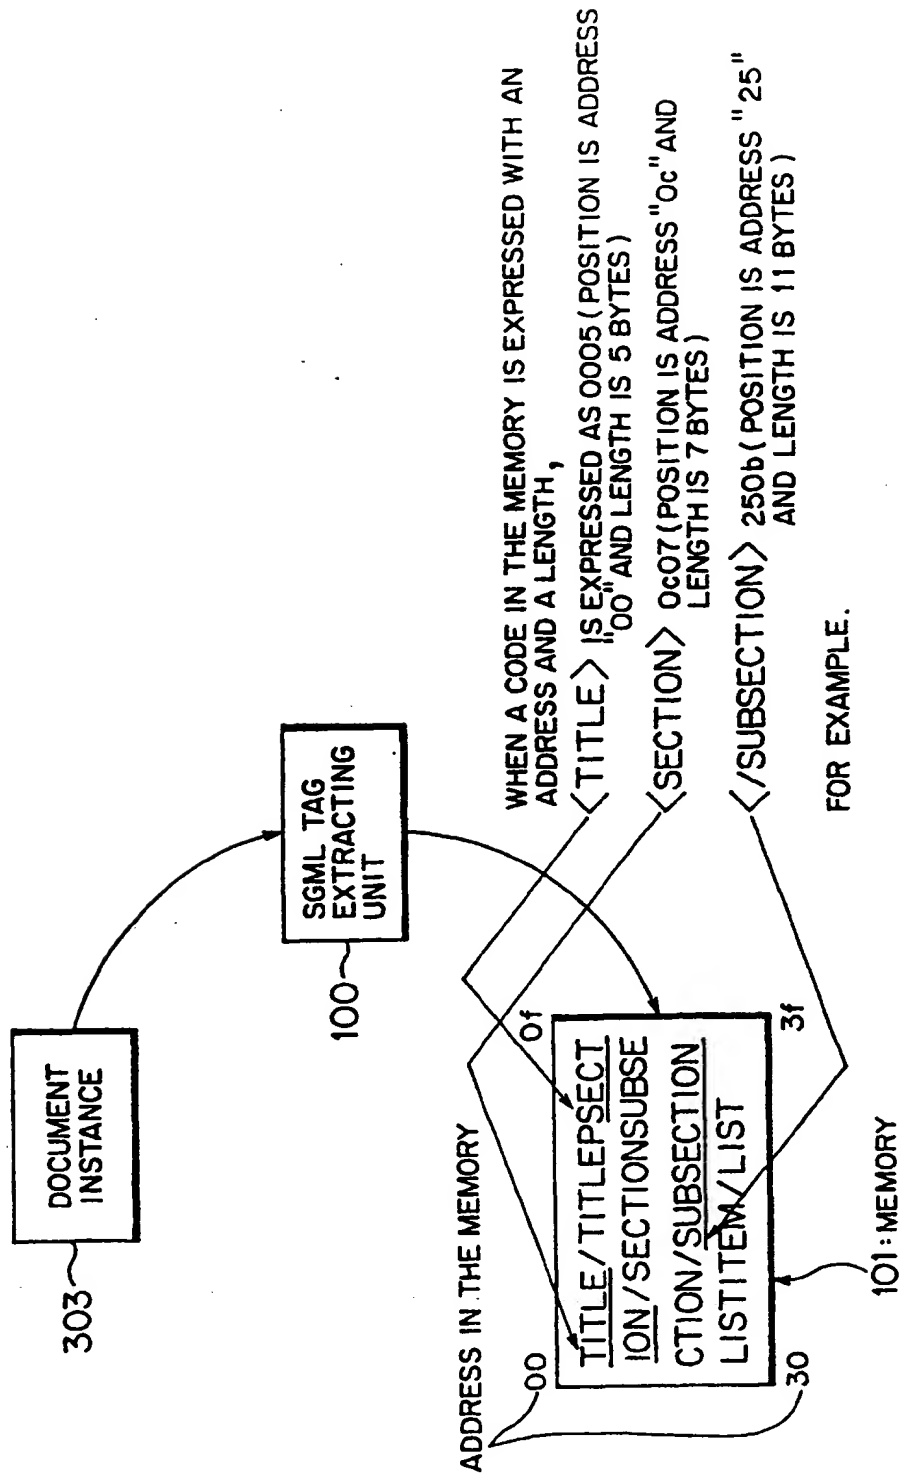 DOCUMENT
INSTANCE
303
SGML TAG
EXTRACTING
UNIT
100
ADDRESS IN THE MEMORY
00
0f
TITLE/TITLEPSECT
ION/SECTIONSUBSE
CTION/SUBSECTION
LISTITEM/LIST
30
3f
101:MEMORY
WHEN A CODE IN THE MEMORY IS EXPRESSED WITH AN
ADDRESS AND A LENGTH,
<TITLE> IS EXPRESSED AS 0005(POSITION IS ADDRESS
"00" AND LENGTH IS 5 BYTES)
<SECTION> 0c07(POSITION IS ADDRESS "0c" AND
LENGTH IS 7 BYTES)
</SUBSECTION> 250b(POSITION IS ADDRESS "25"
AND LENGTH IS 11 BYTES)
FOR EXAMPLE.